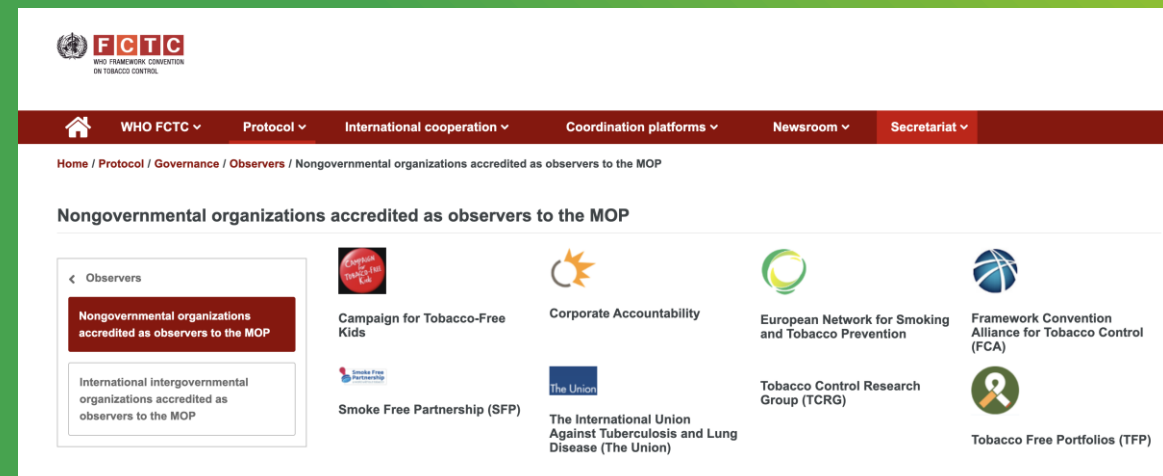 FCTC
WHO FRAMEWORK CONVENTION
ON TOBACCO CONTROL
WHO FCTC
Protocol
International cooperation
Coordination platforms
Newsroom
Secretariat
Home / Protocol / Governance / Observers / Nongovernmental organizations accredited as observers to the MOP
Nongovernmental organizations accredited as observers to the MOP
Observers
Nongovernmental organizations
accredited as observers to the MOP
International intergovernmental
organizations accredited as
observers to the MOP
CAMPAIGN
for
TOBACCO-FREE
Kids
Campaign for Tobacco-Free
Kids
Corporate Accountability
European Network for Smoking
and Tobacco Prevention
Framework Convention
Alliance for Tobacco Control
(FCA)
Smoke Free
Partnership
Smoke Free Partnership (SFP)
The Union
The International Union
Against Tuberculosis and Lung
Disease (The Union)
Tobacco Control Research
Group (TCRG)
Tobacco Free Portfolios (TFP)